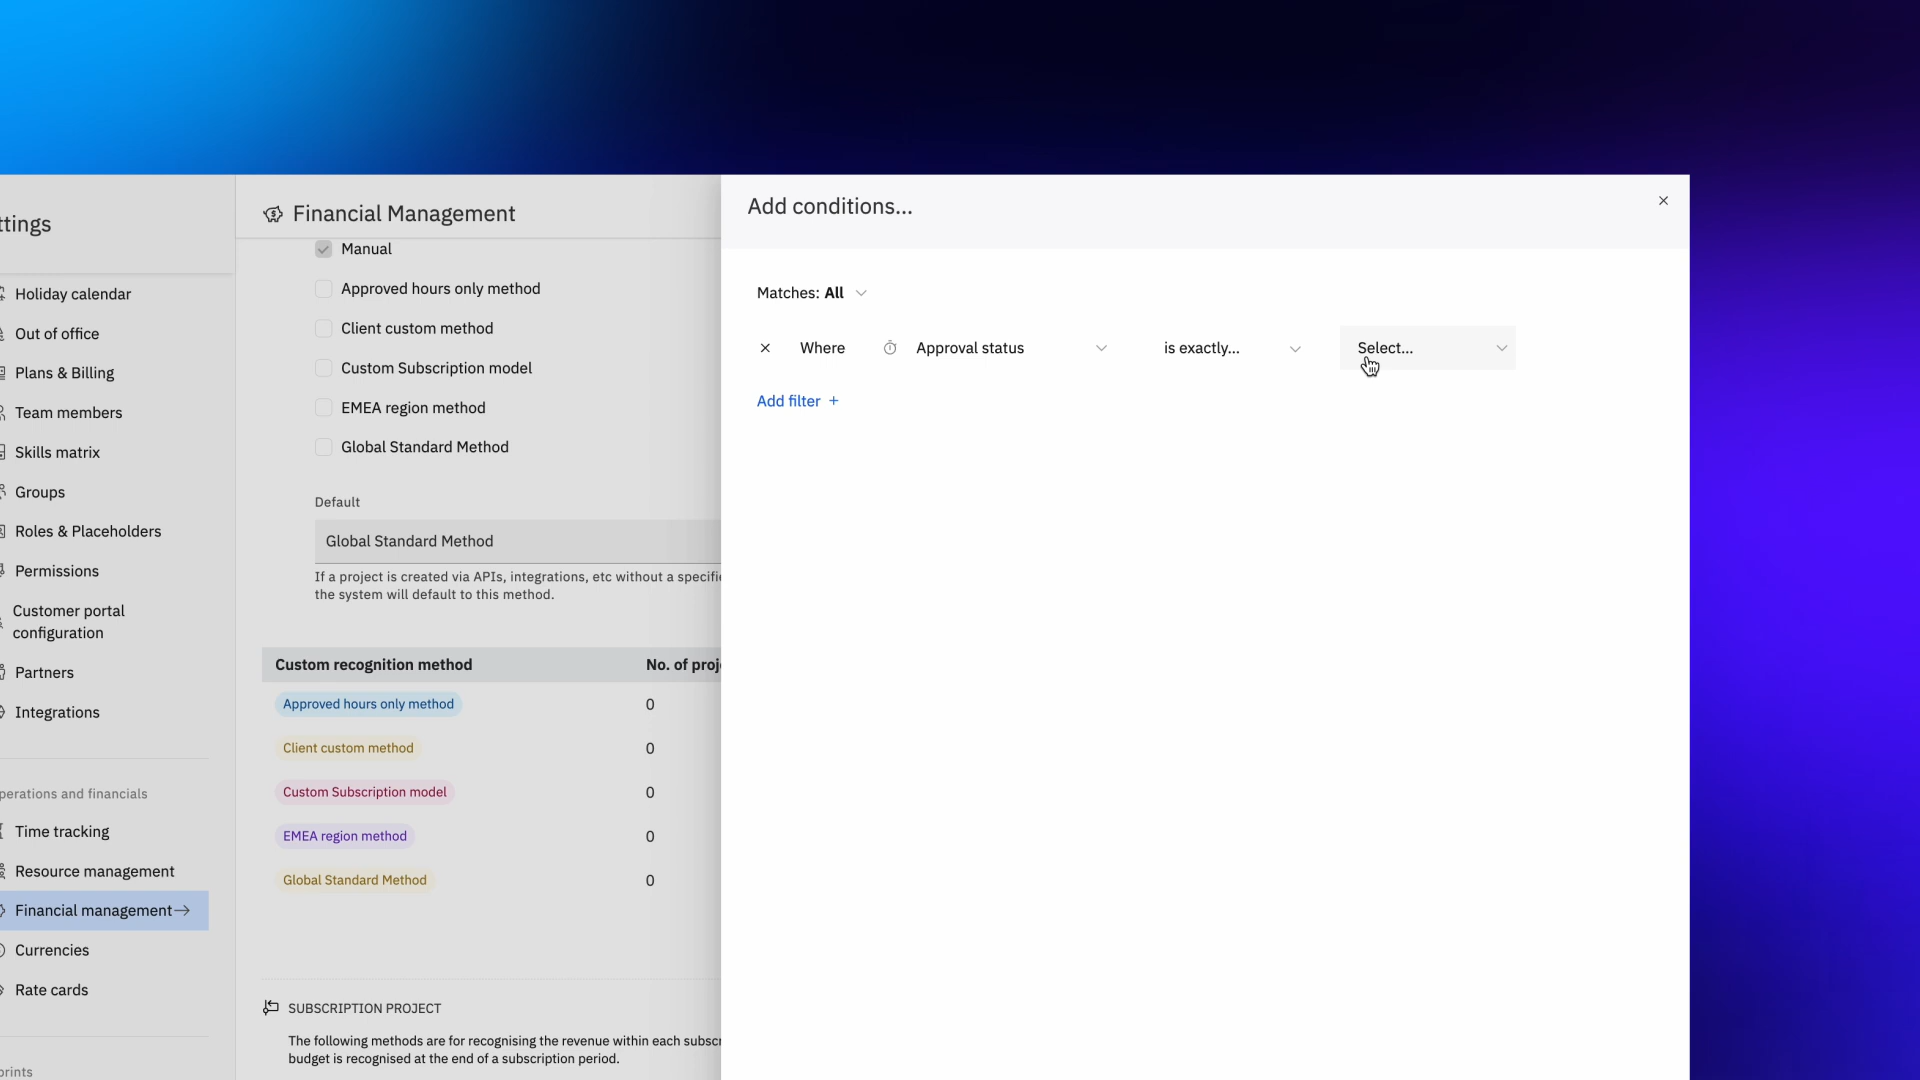 ttings
Holiday calendar
Out of office
Plans & Billing
Team members
Skills matrix
Groups
Roles & Placeholders
Permissions
Customer portal
configuration
Partners
Integrations
perations and financials
Time tracking
Resource management
Financial management
Currencies
Rate cards
prints
Financial Management
Manual
Approved hours only method
Client custom method
Custom Subscription model
EMEA region method
Global Standard Method
Default
Global Standard Method
If a project is created via APIs, integrations, etc without a specifi
the system will default to this method.
Custom recognition method No. of proj
Approved hours only method 0
Client custom method 0
Custom Subscription model 0
EMEA region method 0
Global Standard Method 0
SUBSCRIPTION PROJECT
The following methods are for recognising the revenue within each subscr
budget is recognised at the end of a subscription period.
Add conditions...
Matches: All
Where Approval status is exactly... Select...
Add filter +